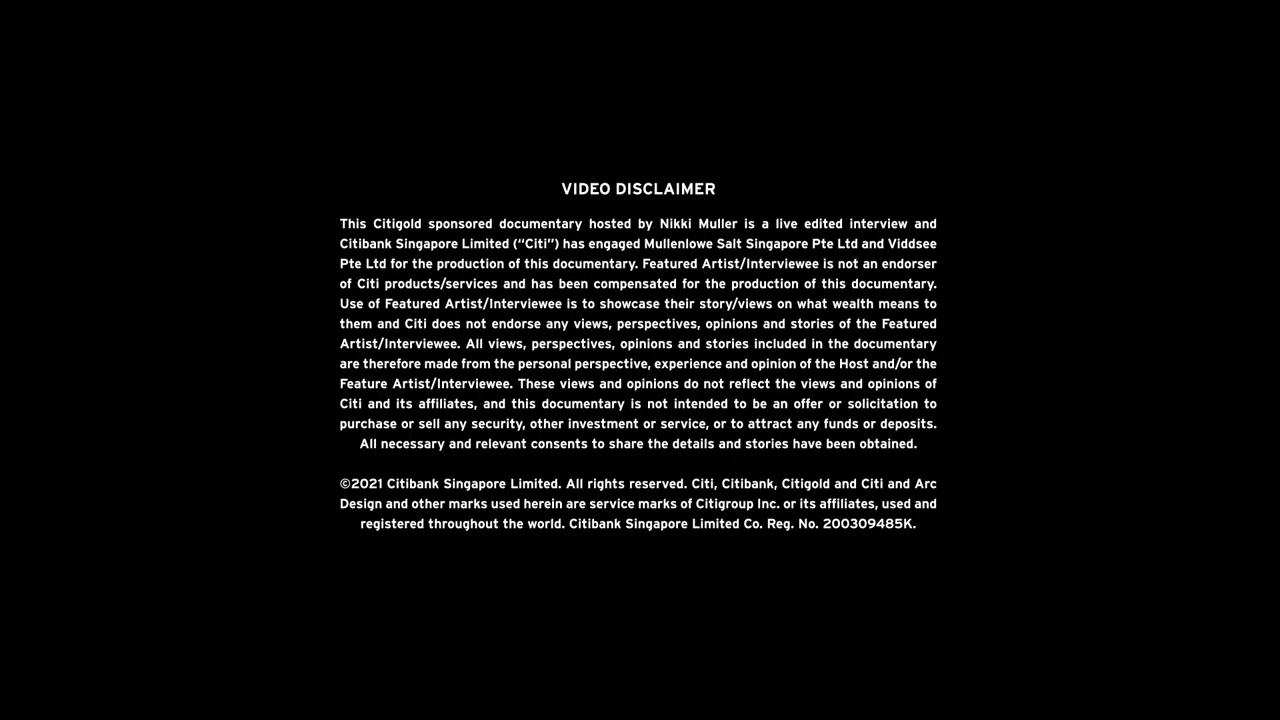 VIDEO DISCLAIMER
This Citigold sponsored documentary hosted by Nikki Muller is a live edited interview and
Citibank Singapore Limited (“Citi”) has engaged Mullenlowe Salt Singapore Pte Ltd and Viddsee
Pte Ltd for the production of this documentary. Featured Artist/Interviewee is not an endorser
of Citi products/services and has been compensated for the production of this documentary.
Use of Featured Artist/Interviewee is to showcase their story/views on what wealth means to
them and Citi does not endorse any views, perspectives, opinions and stories of the Featured
Artist/Interviewee. All views, perspectives, opinions and stories included in the documentary
are therefore made from the personal perspective, experience and opinion of the Host and/or the
Feature Artist/Interviewee. These views and opinions do not reflect the views and opinions of
Citi and its affiliates, and this documentary is not intended to be an offer or solicitation to
purchase or sell any security, other investment or service, or to attract any funds or deposits.
All necessary and relevant consents to share the details and stories have been obtained.
©2021 Citibank Singapore Limited. All rights reserved. Citi, Citibank, Citigold and Citi and Arc
Design and other marks used herein are service marks of Citigroup Inc. or its affiliates, used and
registered throughout the world. Citibank Singapore Limited Co. Reg. No. 200309485K.